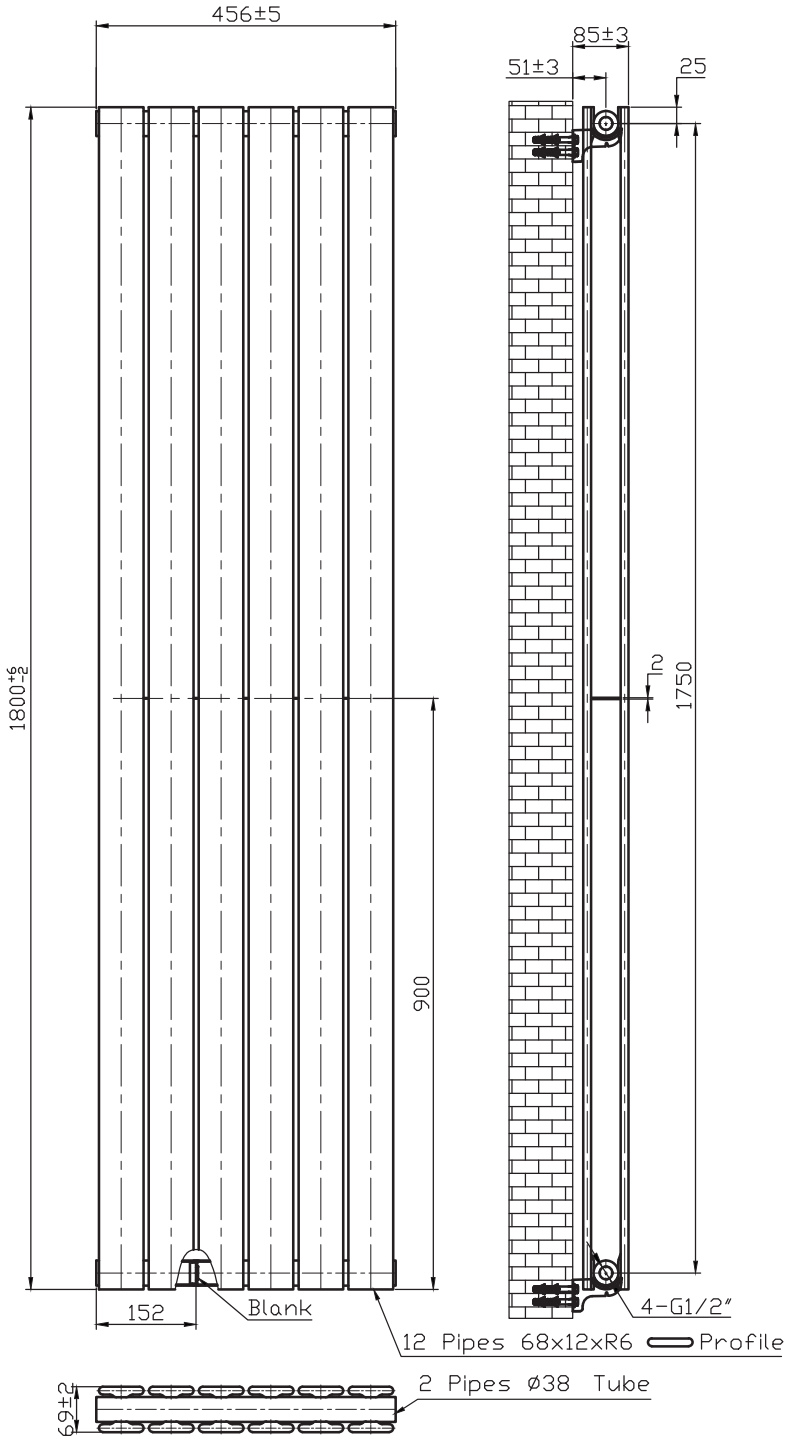 456±5
85±3
51±3
25
1800+6-2
2
1750
900
152
Blank
4-G1/2"
12 Pipes 68x12xR6 Profile
2 Pipes Ø38 Tube
69±2